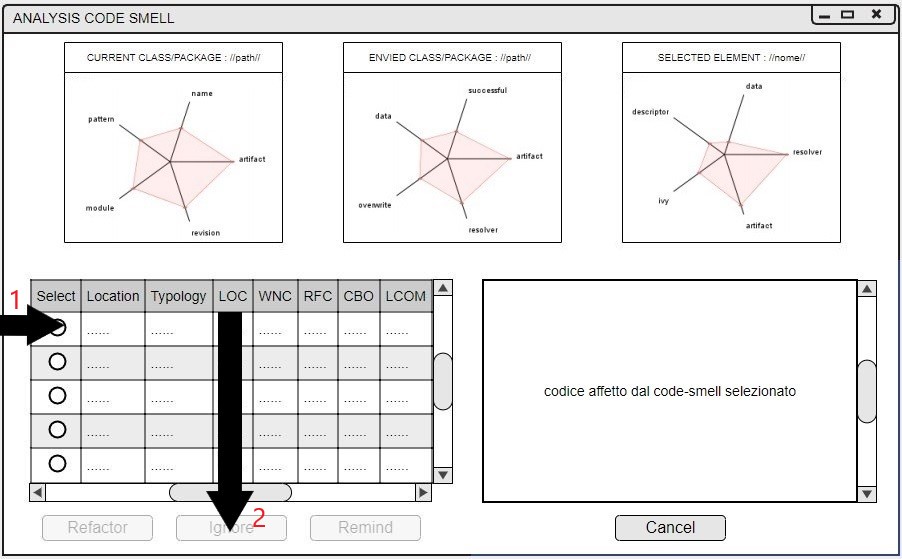 ANALYSIS CODE SMELL
CURRENT CLASS/PACKAGE : //path//
name
pattern
artifact
module
revision
ENVIED CLASS/PACKAGE : //path//
successful
data
artifact
overwrite
resolver
SELECTED ELEMENT : //nome//
data
descriptor
resolver
ivy
artifact
1
Select Location Typology LOC WNC RFC CBO LCOM
...... ...... ...... ...... ...... ......
...... ...... ...... ...... ...... ......
...... ...... ...... ...... ...... ......
...... ...... ...... ...... ...... ......
...... ...... ...... ...... ...... ......
codice affetto dal code-smell selezionato
Refactor Ignore 2 Remind Cancel